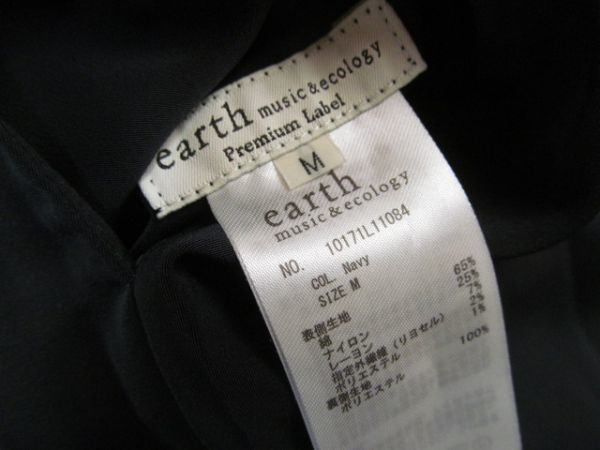 earth music&ecology
Premium Label
M
earth
music&ecology
NO. 10171L11084
COL. Navy
SIZE M
表側生地
綿 65%
ナイロン 25%
レーヨン 7%
指定外繊維(リヨセル) 2%
ポリエステル 1%
裏側生地
ポリエステル 100%